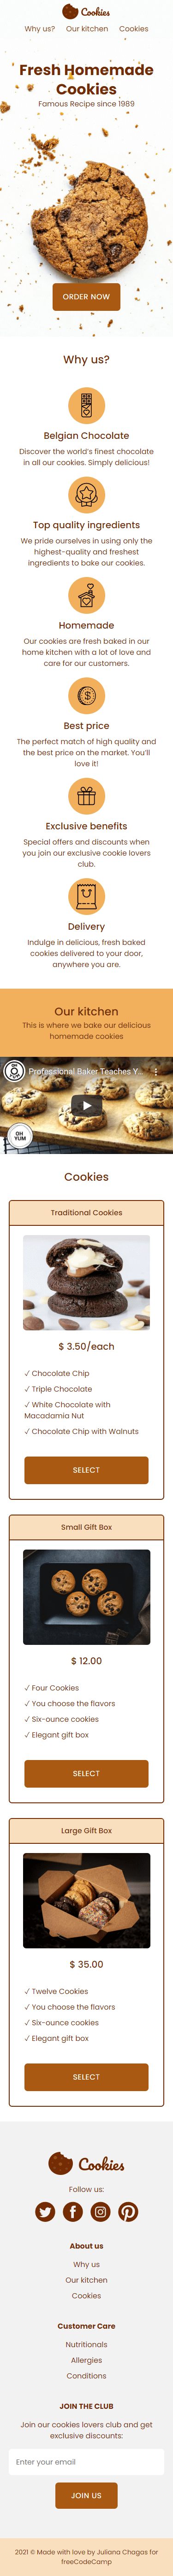 Cookies
Why us? Our kitchen Cookies
Fresh Homemade
Cookies
Famous Recipe since 1989
ORDER NOW
Why us?
Belgian Chocolate
Discover the world's finest chocolate
in all our cookies. Simply delicious!
Top quality ingredients
We pride ourselves in using only the
highest-quality and freshest
ingredients to bake our cookies.
Homemade
Our cookies are fresh baked in our
home kitchen with a lot of love and
care for our customers.
$
Best price
The perfect match of high quality and
the best price on the market. You'll
love it!
Exclusive benefits
Special offers and discounts when
you join our exclusive cookie lovers
club.
Delivery
Indulge in delicious, fresh baked
cookies delivered to your door,
anywhere you are.
Our kitchen
This is where we bake our delicious
homemade cookies
Professional Baker Teaches Y...
OH
YUM
Cookies
Traditional Cookies
$ 3.50/each
✓ Chocolate Chip
✓ Triple Chocolate
✓ White Chocolate with
Macadamia Nut
✓ Chocolate Chip with Walnuts
SELECT
Small Gift Box
$ 12.00
✓ Four Cookies
✓ You choose the flavors
✓ Six-ounce cookies
✓ Elegant gift box
SELECT
Large Gift Box
$ 35.00
✓ Twelve Cookies
✓ You choose the flavors
✓ Six-ounce cookies
✓ Elegant gift box
SELECT
Cookies
Follow us:
About us
Why us
Our kitchen
Cookies
Customer Care
Nutritionals
Allergies
Conditions
JOIN THE CLUB
Join our cookies lovers club and get
exclusive discounts:
Enter your email
JOIN US
2021 © Made with love by Juliana Chagas for
freeCodeCamp